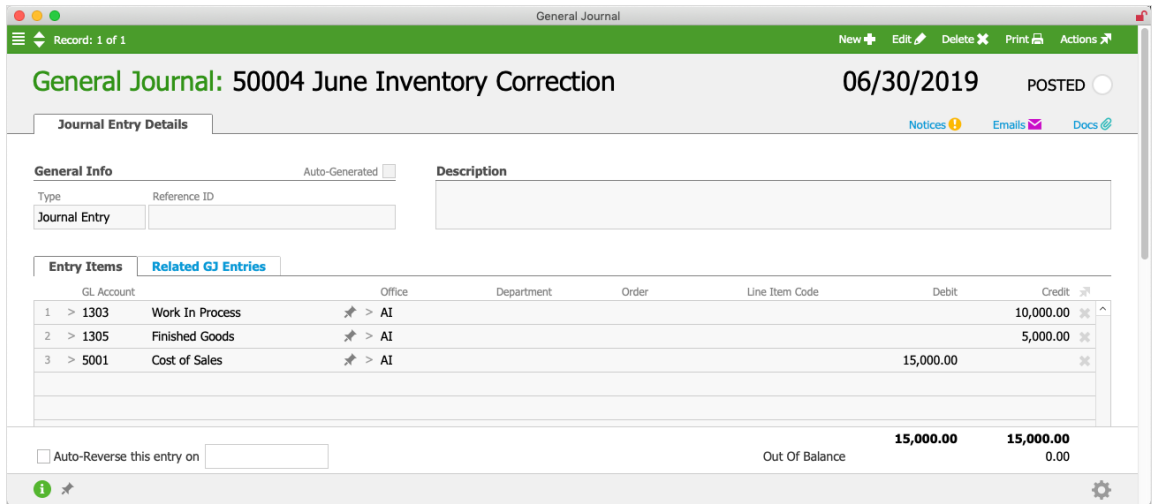 General Journal
Record: 1 of 1 New Edit Delete Print Actions
General Journal: 50004 June Inventory Correction 06/30/2019 POSTED
Journal Entry Details Notices Emails Docs
General Info Auto-Generated Description
Type Reference ID
Journal Entry
Entry Items Related GJ Entries
GL Account Office Department Order Line Item Code Debit Credit
1 > 1303 Work In Process > AI 10,000.00
2 > 1305 Finished Goods > AI 5,000.00
3 > 5001 Cost of Sales > AI 15,000.00
15,000.00 15,000.00
Auto-Reverse this entry on Out Of Balance 0.00